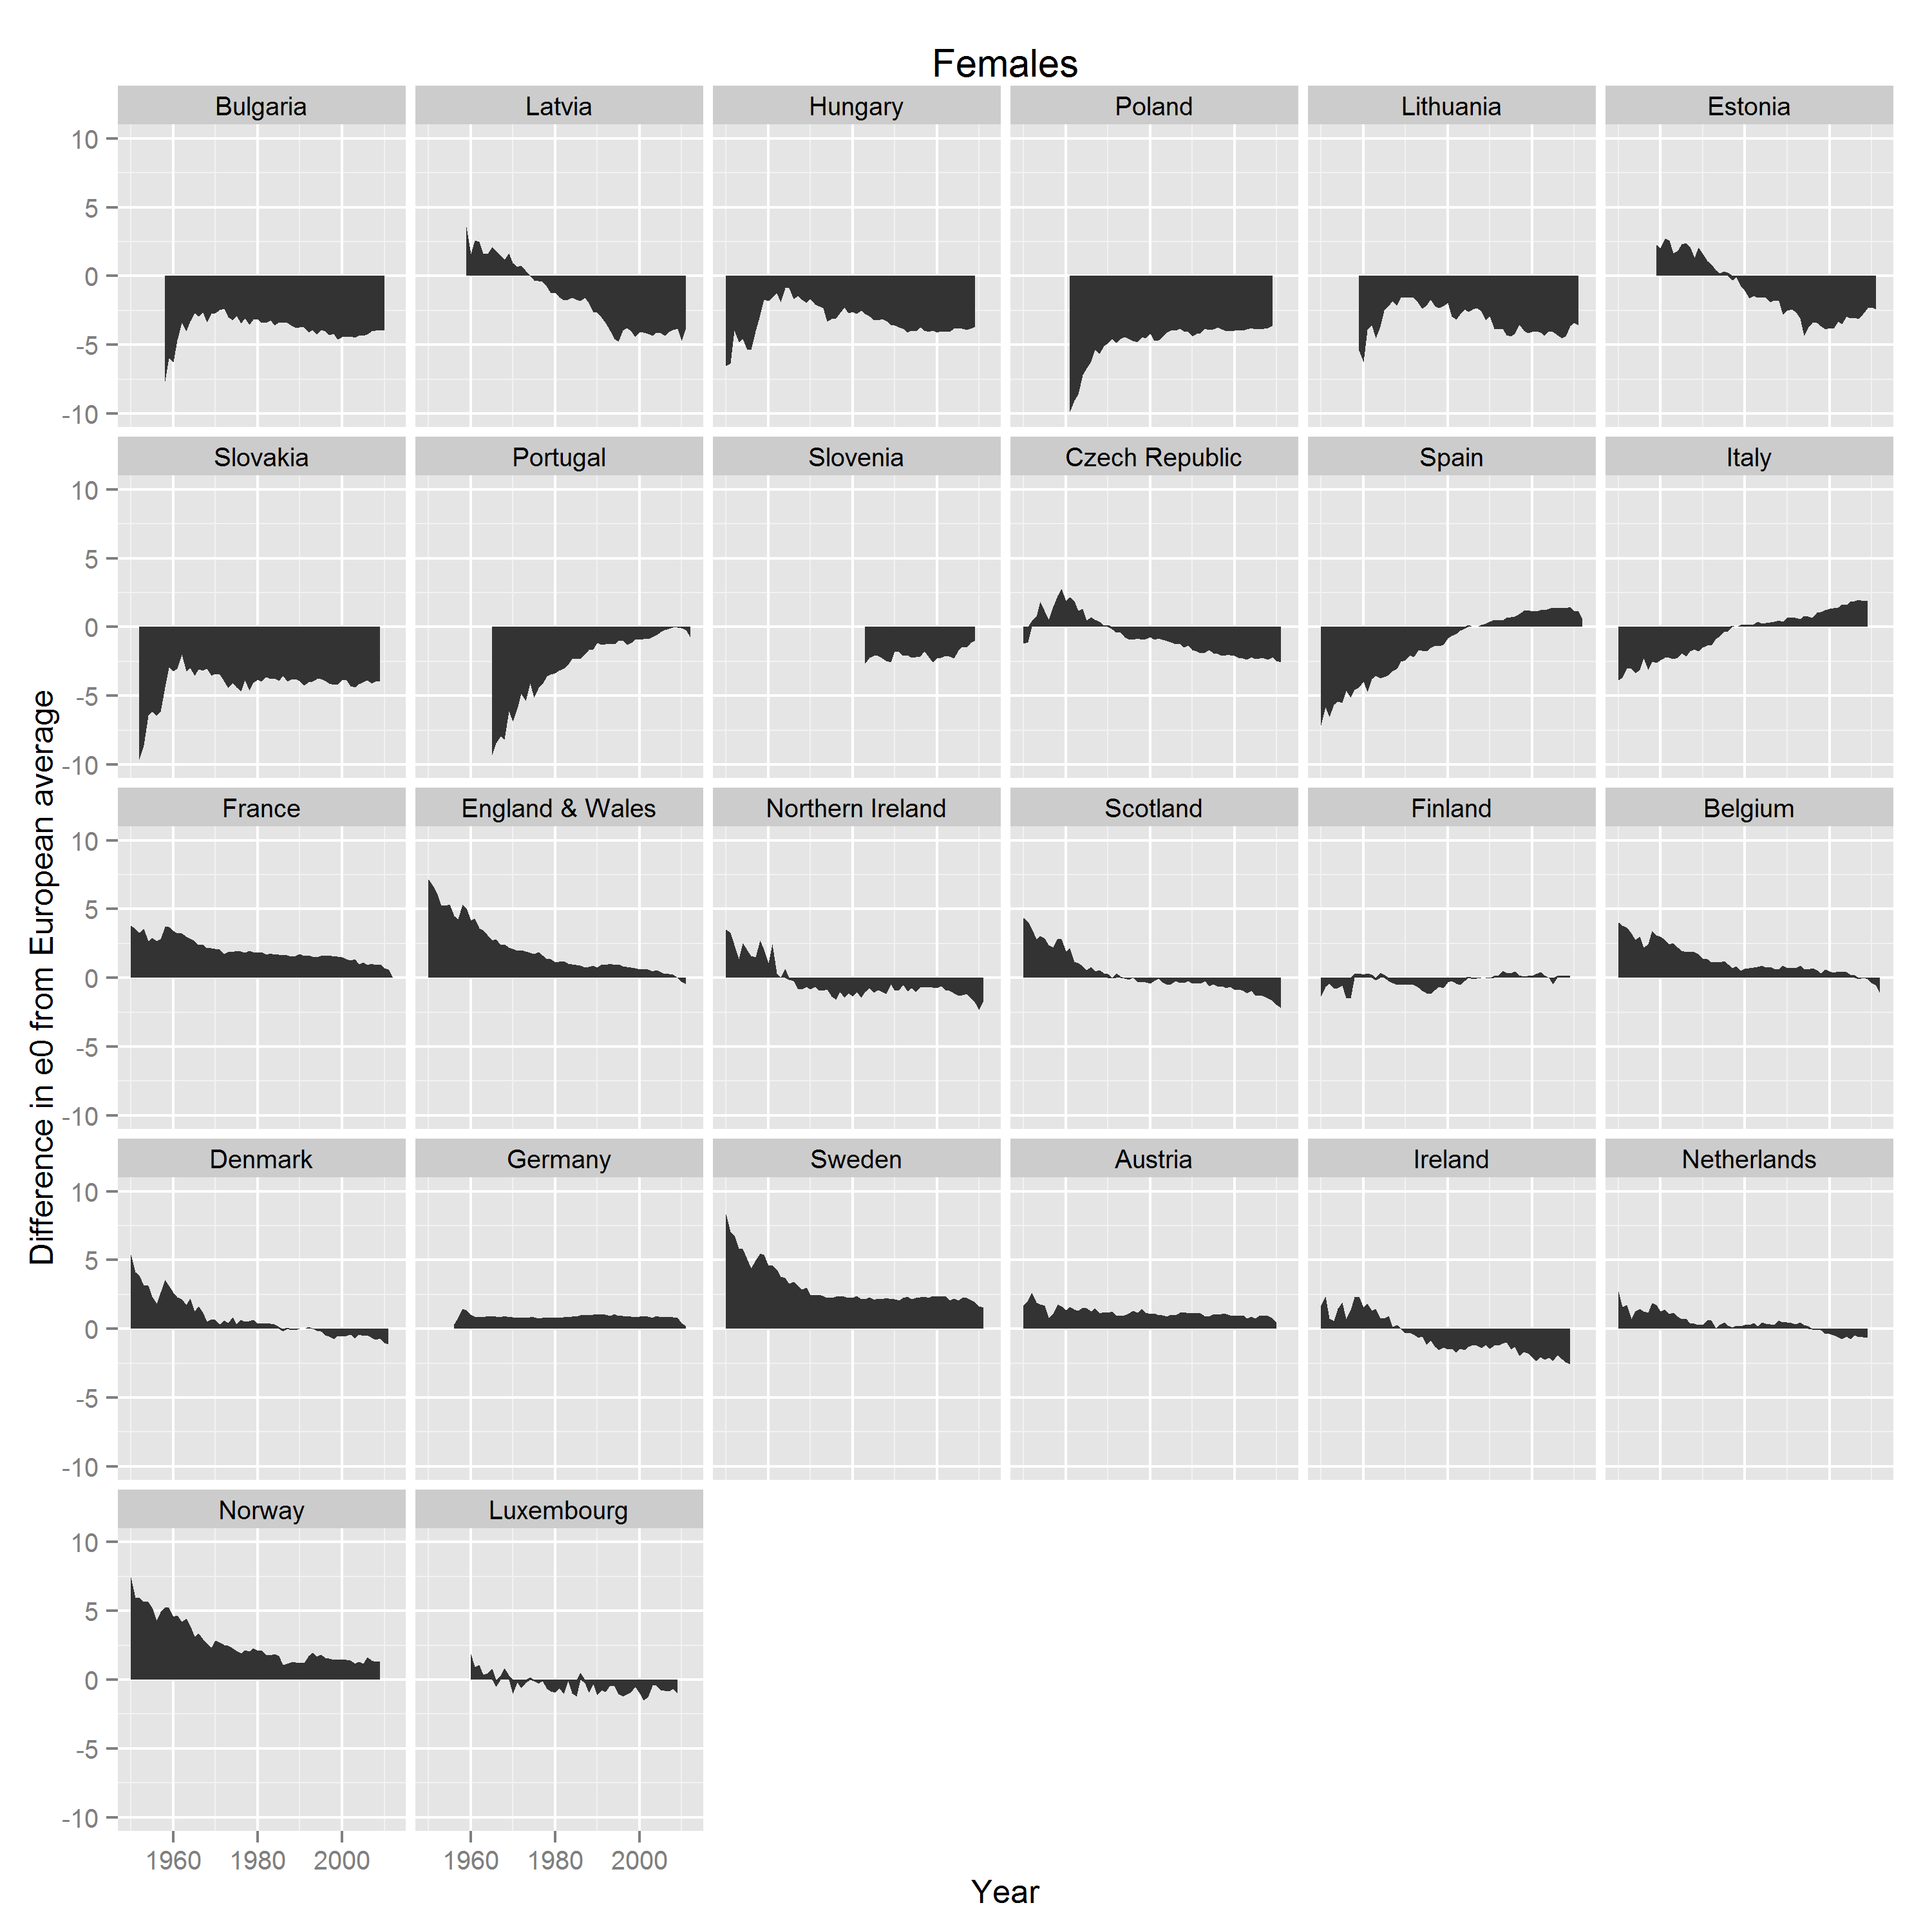 Females
Bulgaria Latvia Hungary Poland Lithuania Estonia
10
5
0
-5
-10
Slovakia Portugal Slovenia Czech Republic Spain Italy
10
5
0
-5
-10
France England & Wales Northern Ireland Scotland Finland Belgium
10
5
0
-5
-10
Denmark Germany Sweden Austria Ireland Netherlands
10
5
0
-5
-10
Norway Luxembourg
10
5
0
-5
-10
1960 1980 2000 1960 1980 2000
Year
Difference in e0 from European average